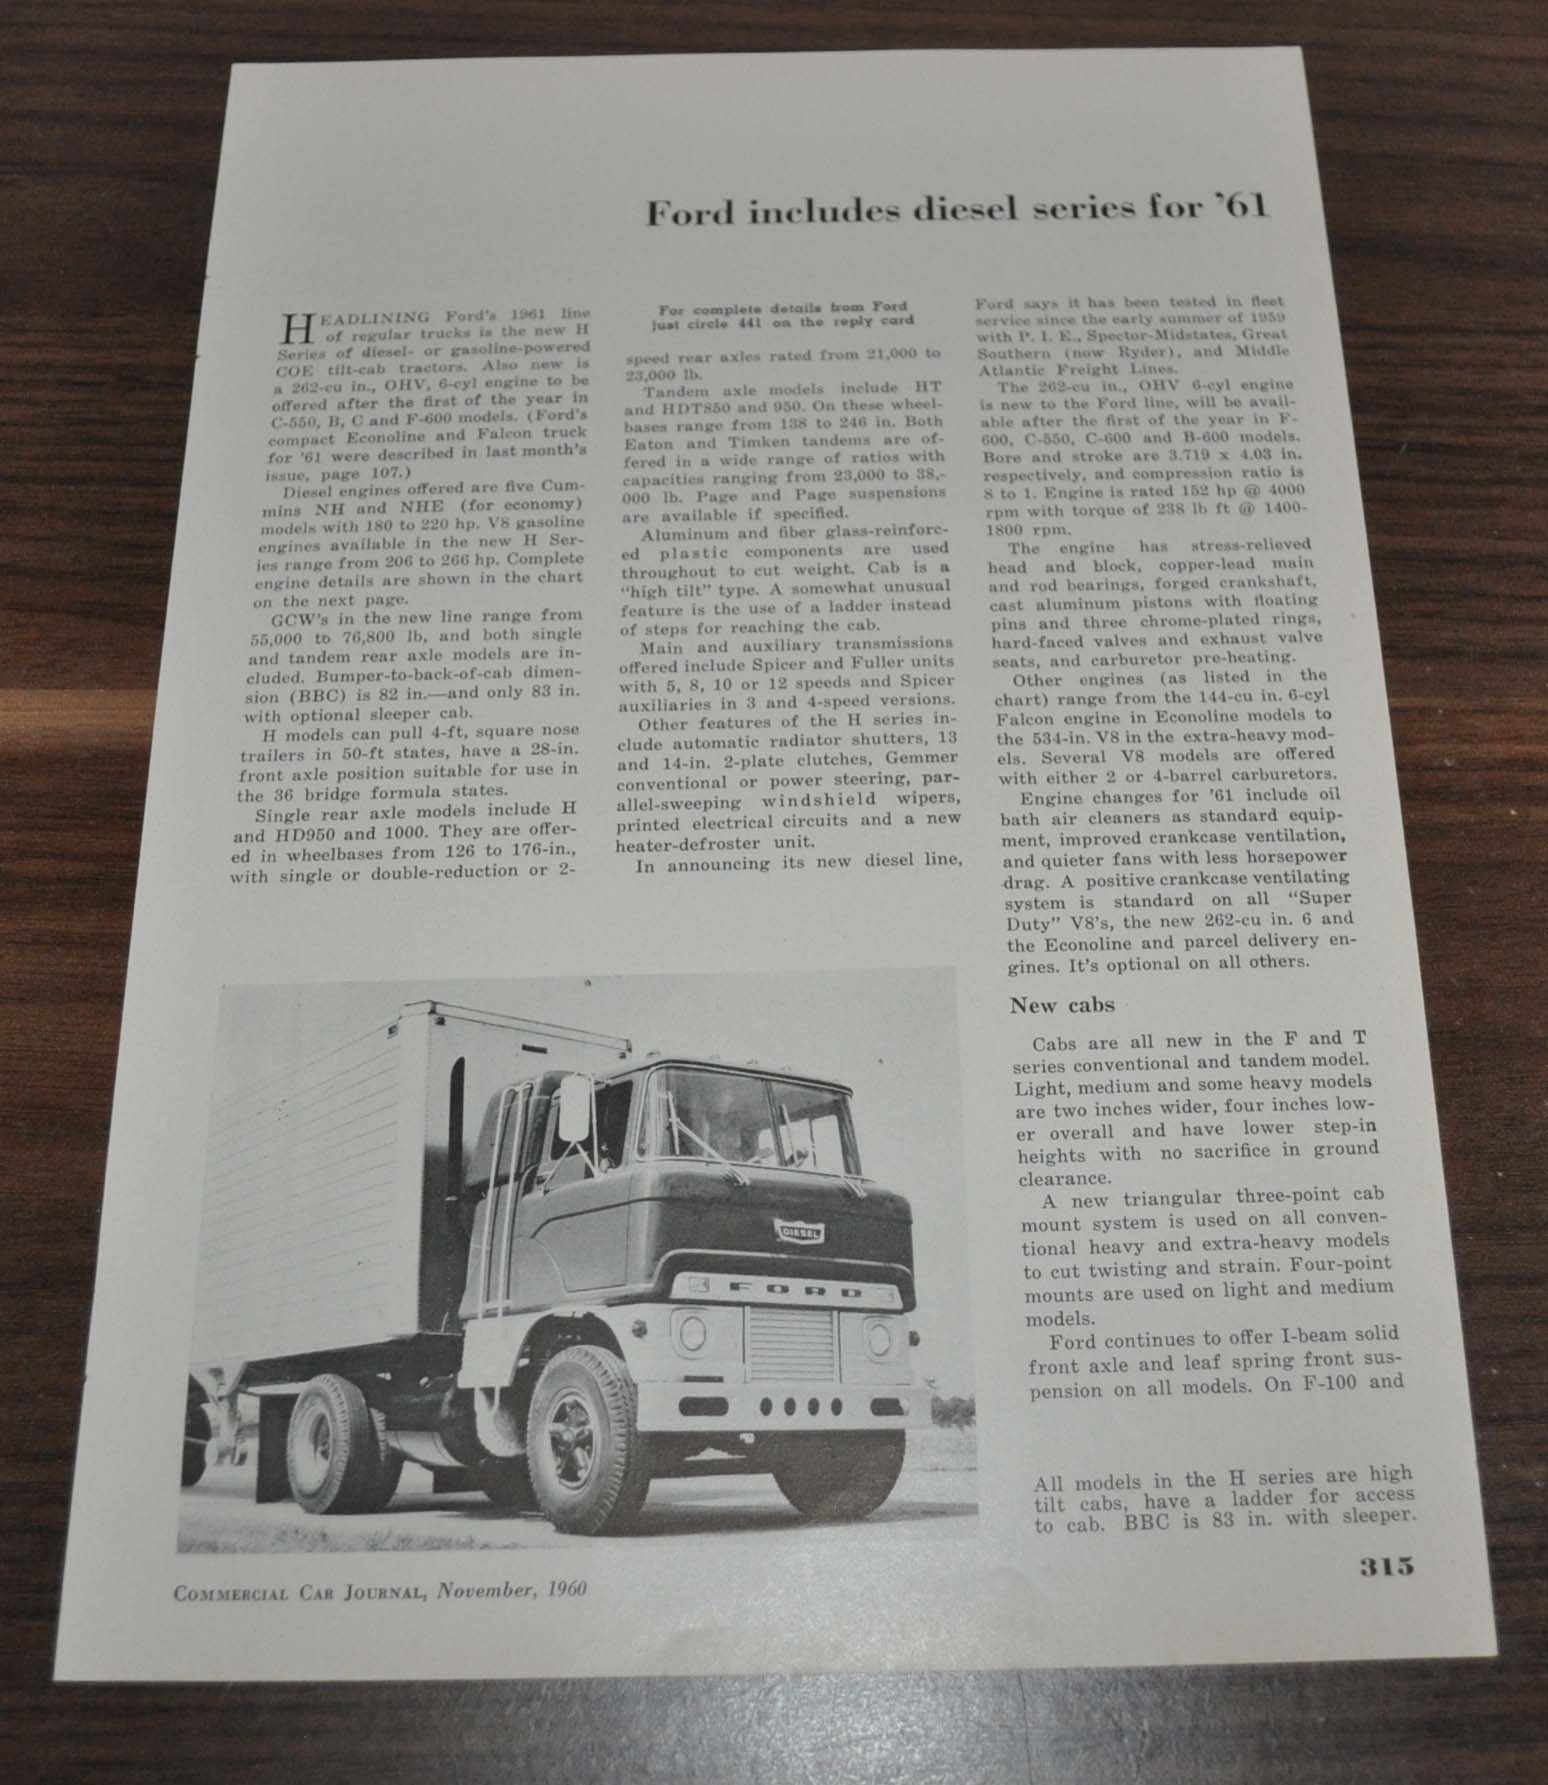 Ford includes diesel series for '61
HEADLINING Ford's 1961 line
of regular trucks is the new H
Series of diesel- or gasoline-powered
COE tilt-cab tractors. Also new is
a 262-cu in., OHV, 6-cyl engine to be
offered after the first of the year in
C-550, B, C and F-600 models. (Ford's
compact Econoline and Falcon truck
for '61 were described in last month's
issue, page 107.)
Diesel engines offered are five Cum-
mins NH and NHE (for economy)
models with 180 to 220 hp. V8 gasoline
engines available in the new H Ser-
ies range from 206 to 266 hp. Complete
engine details are shown in the chart
on the next page.
GCW's in the new line range from
55,000 to 76,800 lb, and both single
and tandem rear axle models are in-
cluded. Bumper-to-back-of-cab dimen-
sion (BBC) is 82 in.—and only 83 in.
with optional sleeper cab.
H models can pull 4-ft, square nose
trailers in 50-ft states, have a 28-in.
front axle position suitable for use in
the 36 bridge formula states.
Single rear axle models include H
and HD950 and 1000. They are offer-
ed in wheelbases from 126 to 176-in.,
with single or double-reduction or 2-
For complete details from Ford
just circle 441 on the reply card
speed rear axles rated from 21,000 to
23,000 lb.
Tandem axle models include HT
and HDT850 and 950. On these wheel-
bases range from 138 to 246 in. Both
Eaton and Timken tandems are of-
fered in a wide range of ratios with
capacities ranging from 23,000 to 38,-
000 lb. Page and Page suspensions
are available if specified.
Aluminum and fiber glass-reinforc-
ed plastic components are used
throughout to cut weight. Cab is a
"high tilt" type. A somewhat unusual
feature is the use of a ladder instead
of steps for reaching the cab.
Main and auxiliary transmissions
offered include Spicer and Fuller units
with 5, 8, 10 or 12 speeds and Spicer
auxiliaries in 3 and 4-speed versions.
Other features of the H series in-
clude automatic radiator shutters, 13
and 14-in. 2-plate clutches, Gemmer
conventional or power steering, par-
allel-sweeping windshield wipers,
printed electrical circuits and a new
heater-defroster unit.
In announcing its new diesel line,
Ford says it has been tested in fleet
service since the early summer of 1959
with P. I. E., Spector-Midstates, Great
Southern (now Ryder), and Middle
Atlantic Freight Lines.
The 262-cu in., OHV 6-cyl engine
is new to the Ford line, will be avail-
able after the first of the year in F-
600, C-550, C-600 and B-600 models.
Bore and stroke are 3.719 x 4.03 in.
respectively, and compression ratio is
8 to 1. Engine is rated 152 hp @ 4000
rpm with torque of 238 lb ft @ 1400-
1800 rpm.
The engine has stress-relieved
head and block, copper-lead main
and rod bearings, forged crankshaft,
cast aluminum pistons with floating
pins and three chrome-plated rings,
hard-faced valves and exhaust valve
seats, and carburetor pre-heating.
Other engines (as listed in the
chart) range from the 144-cu in. 6-cyl
Falcon engine in Econoline models to
the 534-in. V8 in the extra-heavy mod-
els. Several V8 models are offered
with either 2 or 4-barrel carburetors.
Engine changes for '61 include oil
bath air cleaners as standard equip-
ment, improved crankcase ventilation,
and quieter fans with less horsepower
drag. A positive crankcase ventilating
system is standard on all "Super
Duty" V8's, the new 262-cu in. 6 and
the Econoline and parcel delivery en-
gines. It's optional on all others.
New cabs
Cabs are all new in the F and T
series conventional and tandem model.
Light, medium and some heavy models
are two inches wider, four inches low-
er overall and have lower step-in
heights with no sacrifice in ground
clearance.
A new triangular three-point cab
mount system is used on all conven-
tional heavy and extra-heavy models
to cut twisting and strain. Four-point
mounts are used on light and medium
models.
Ford continues to offer I-beam solid
front axle and leaf spring front sus-
pension on all models. On F-100 and
DIESEL
FORD
All models in the H series are high
tilt cabs, have a ladder for access
to cab. BBC is 83 in. with sleeper.
COMMERCIAL CAR JOURNAL, November, 1960
315